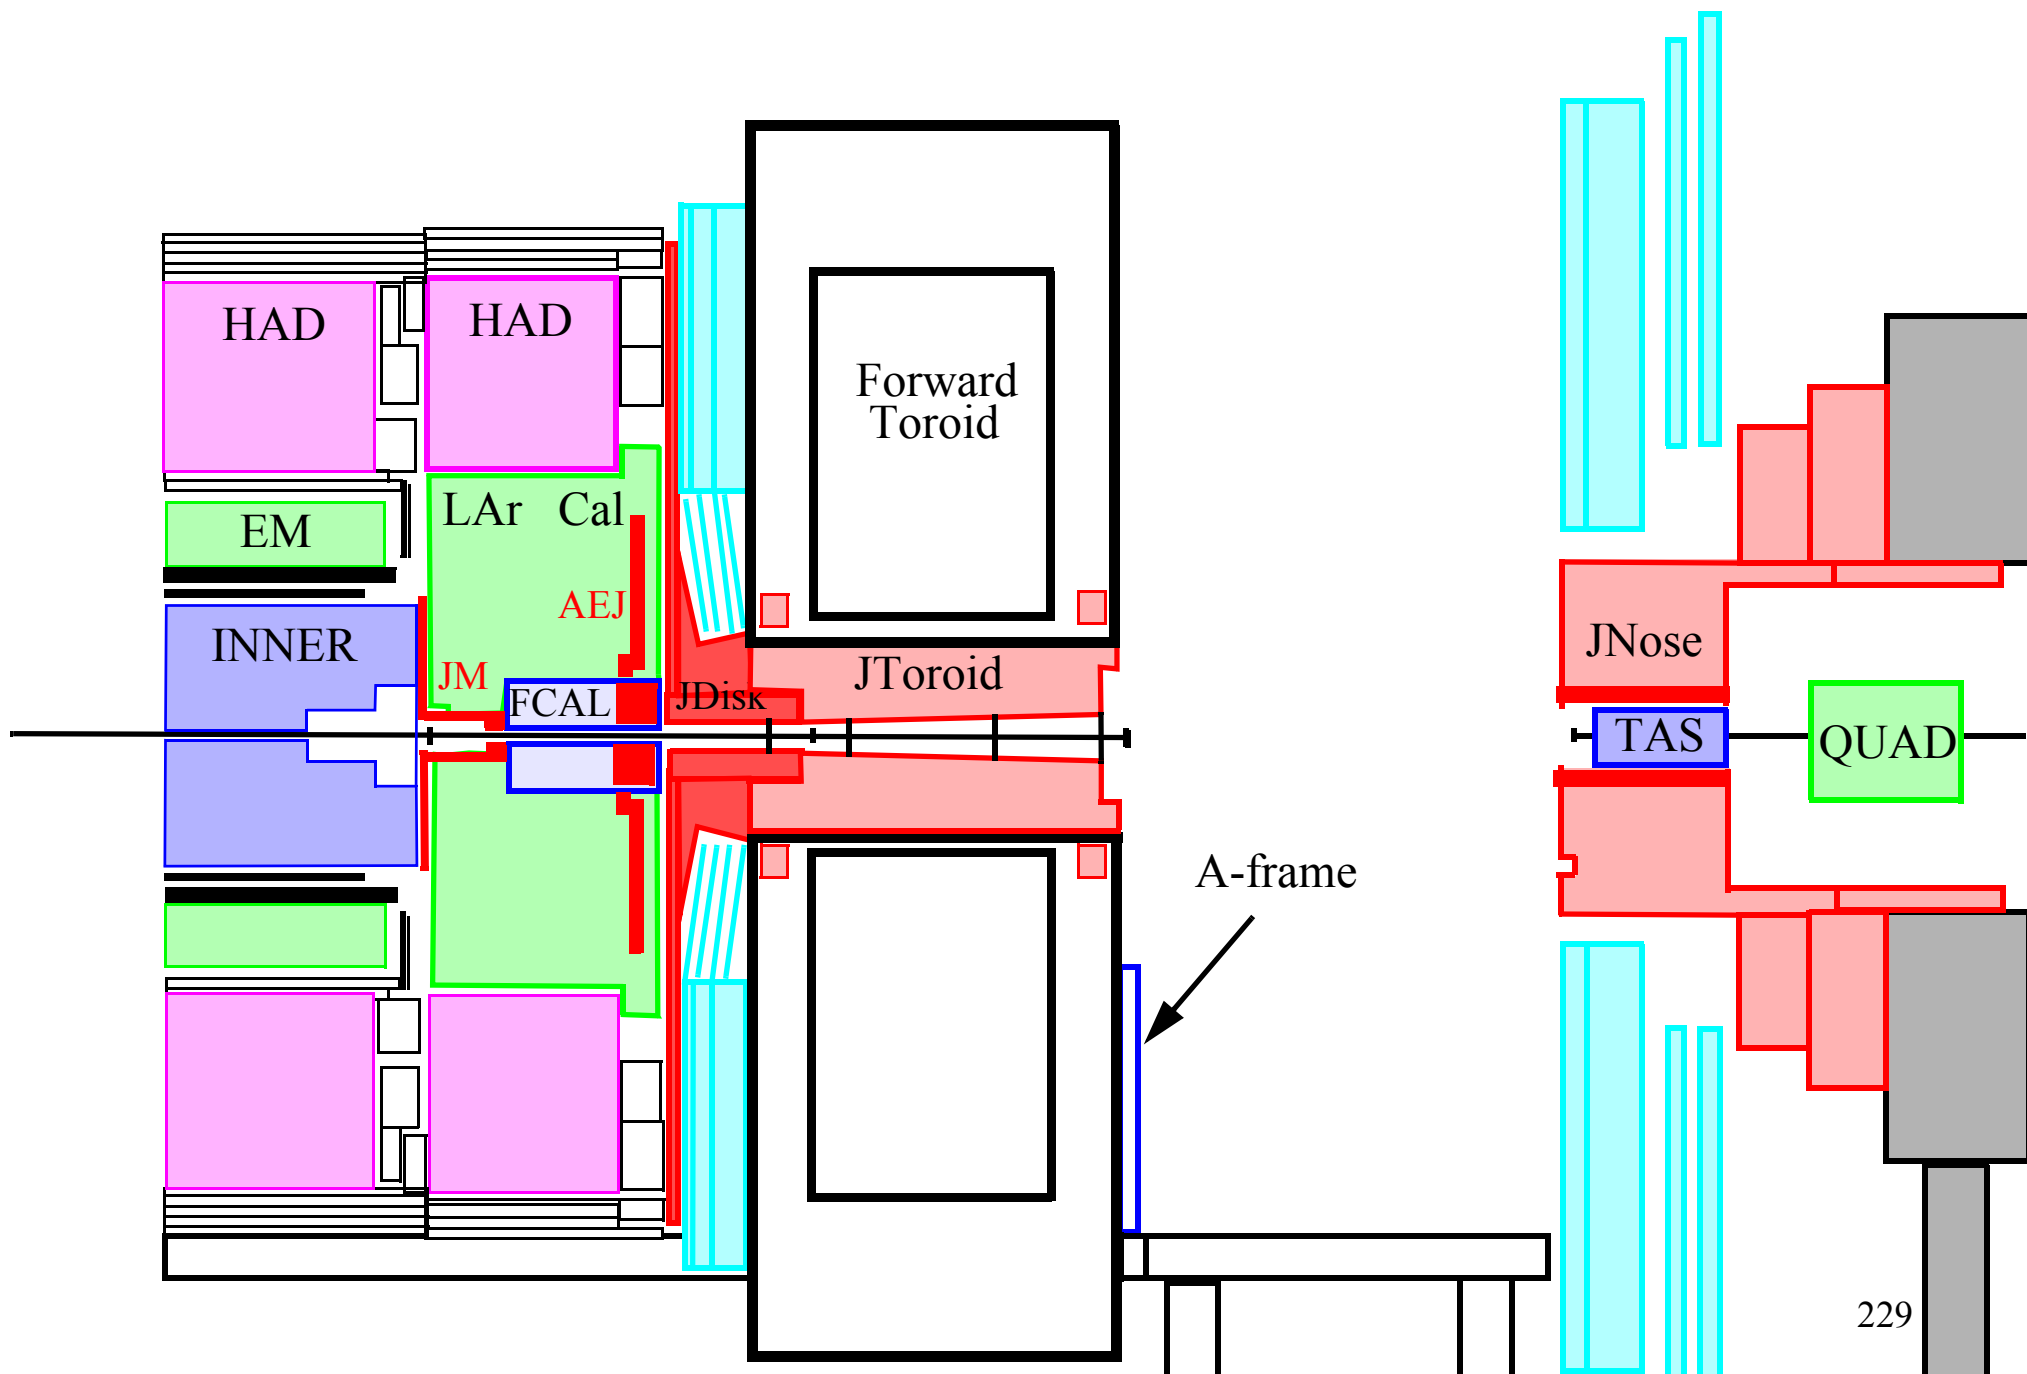 HAD
HAD
Forward
Toroid
LAr Cal
EM
AEJ
INNER
JM
FCAL
JDisk
JToroid
JNose
TAS
QUAD
A-frame
229